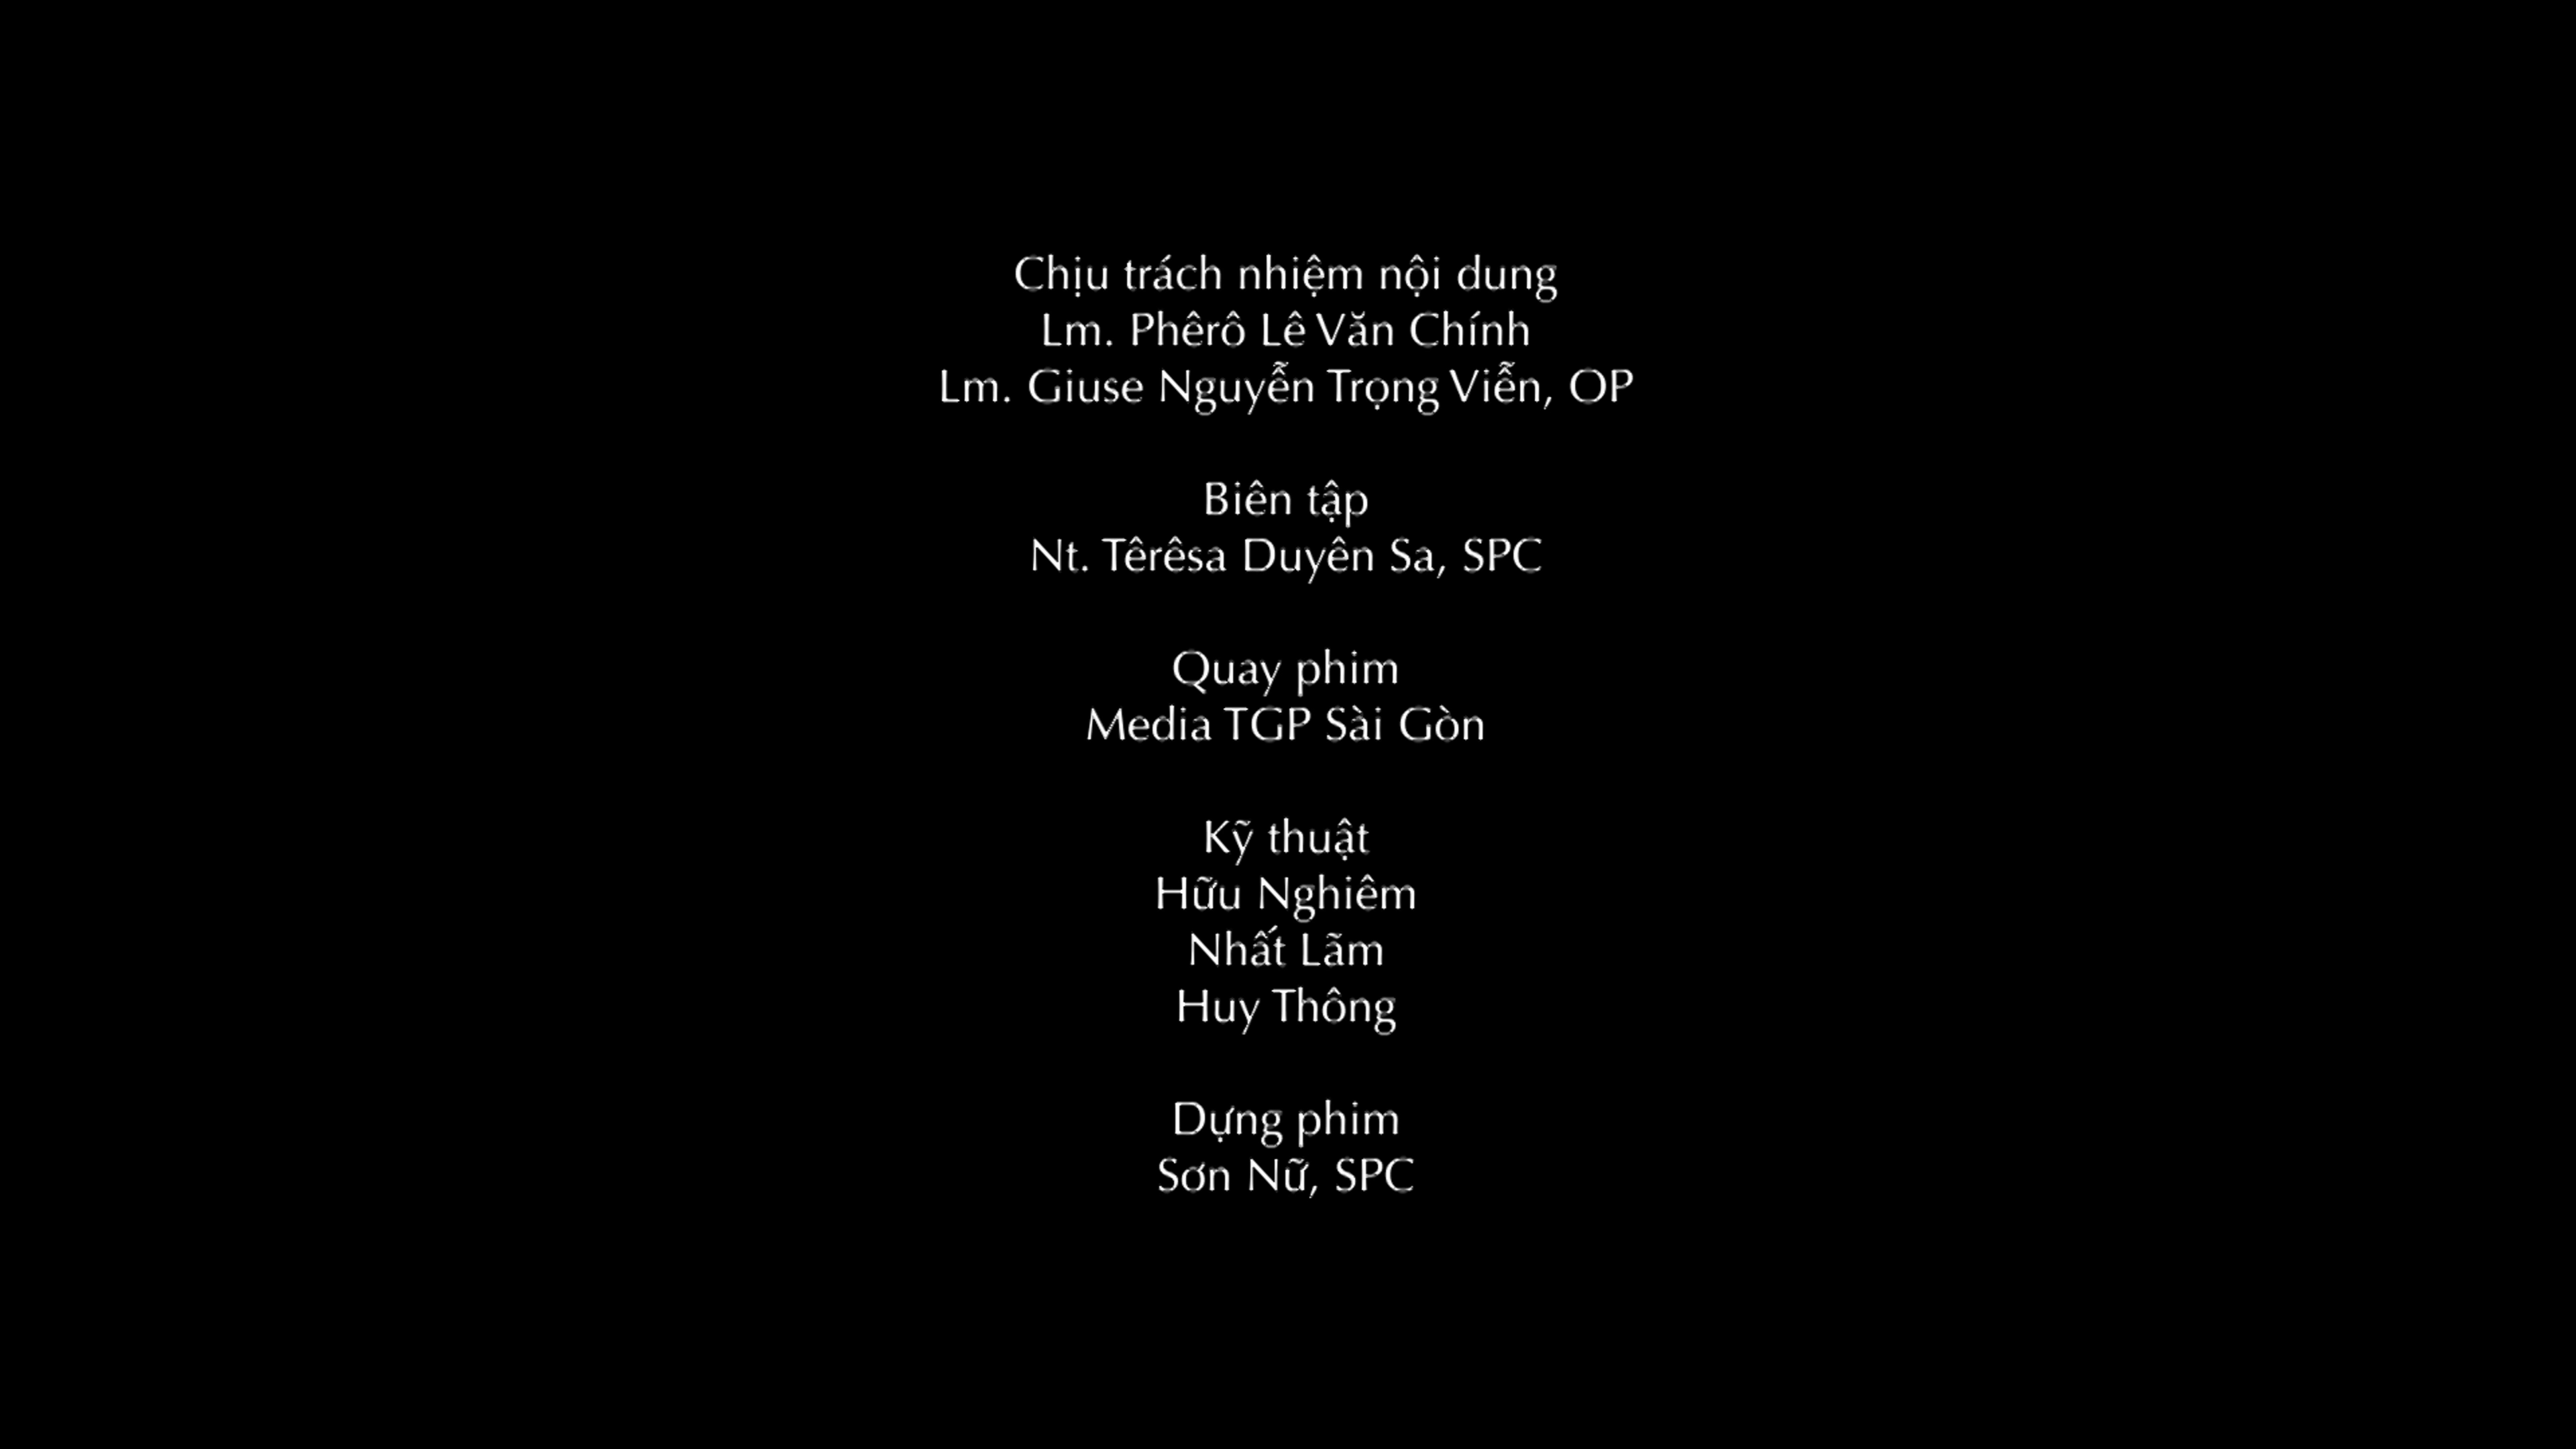 Chịu trách nhiệm nội dung
Lm. Phêrô Lê Văn Chính
Lm. Giuse Nguyễn Trọng Viễn, OP
Biên tập
Nt. Têrêsa Duyên Sa, SPC
Quay phim
Media TGP Sài Gòn
Kỹ thuật
Hữu Nghiêm
Nhất Lãm
Huy Thông
Dựng phim
Sơn Nữ, SPC